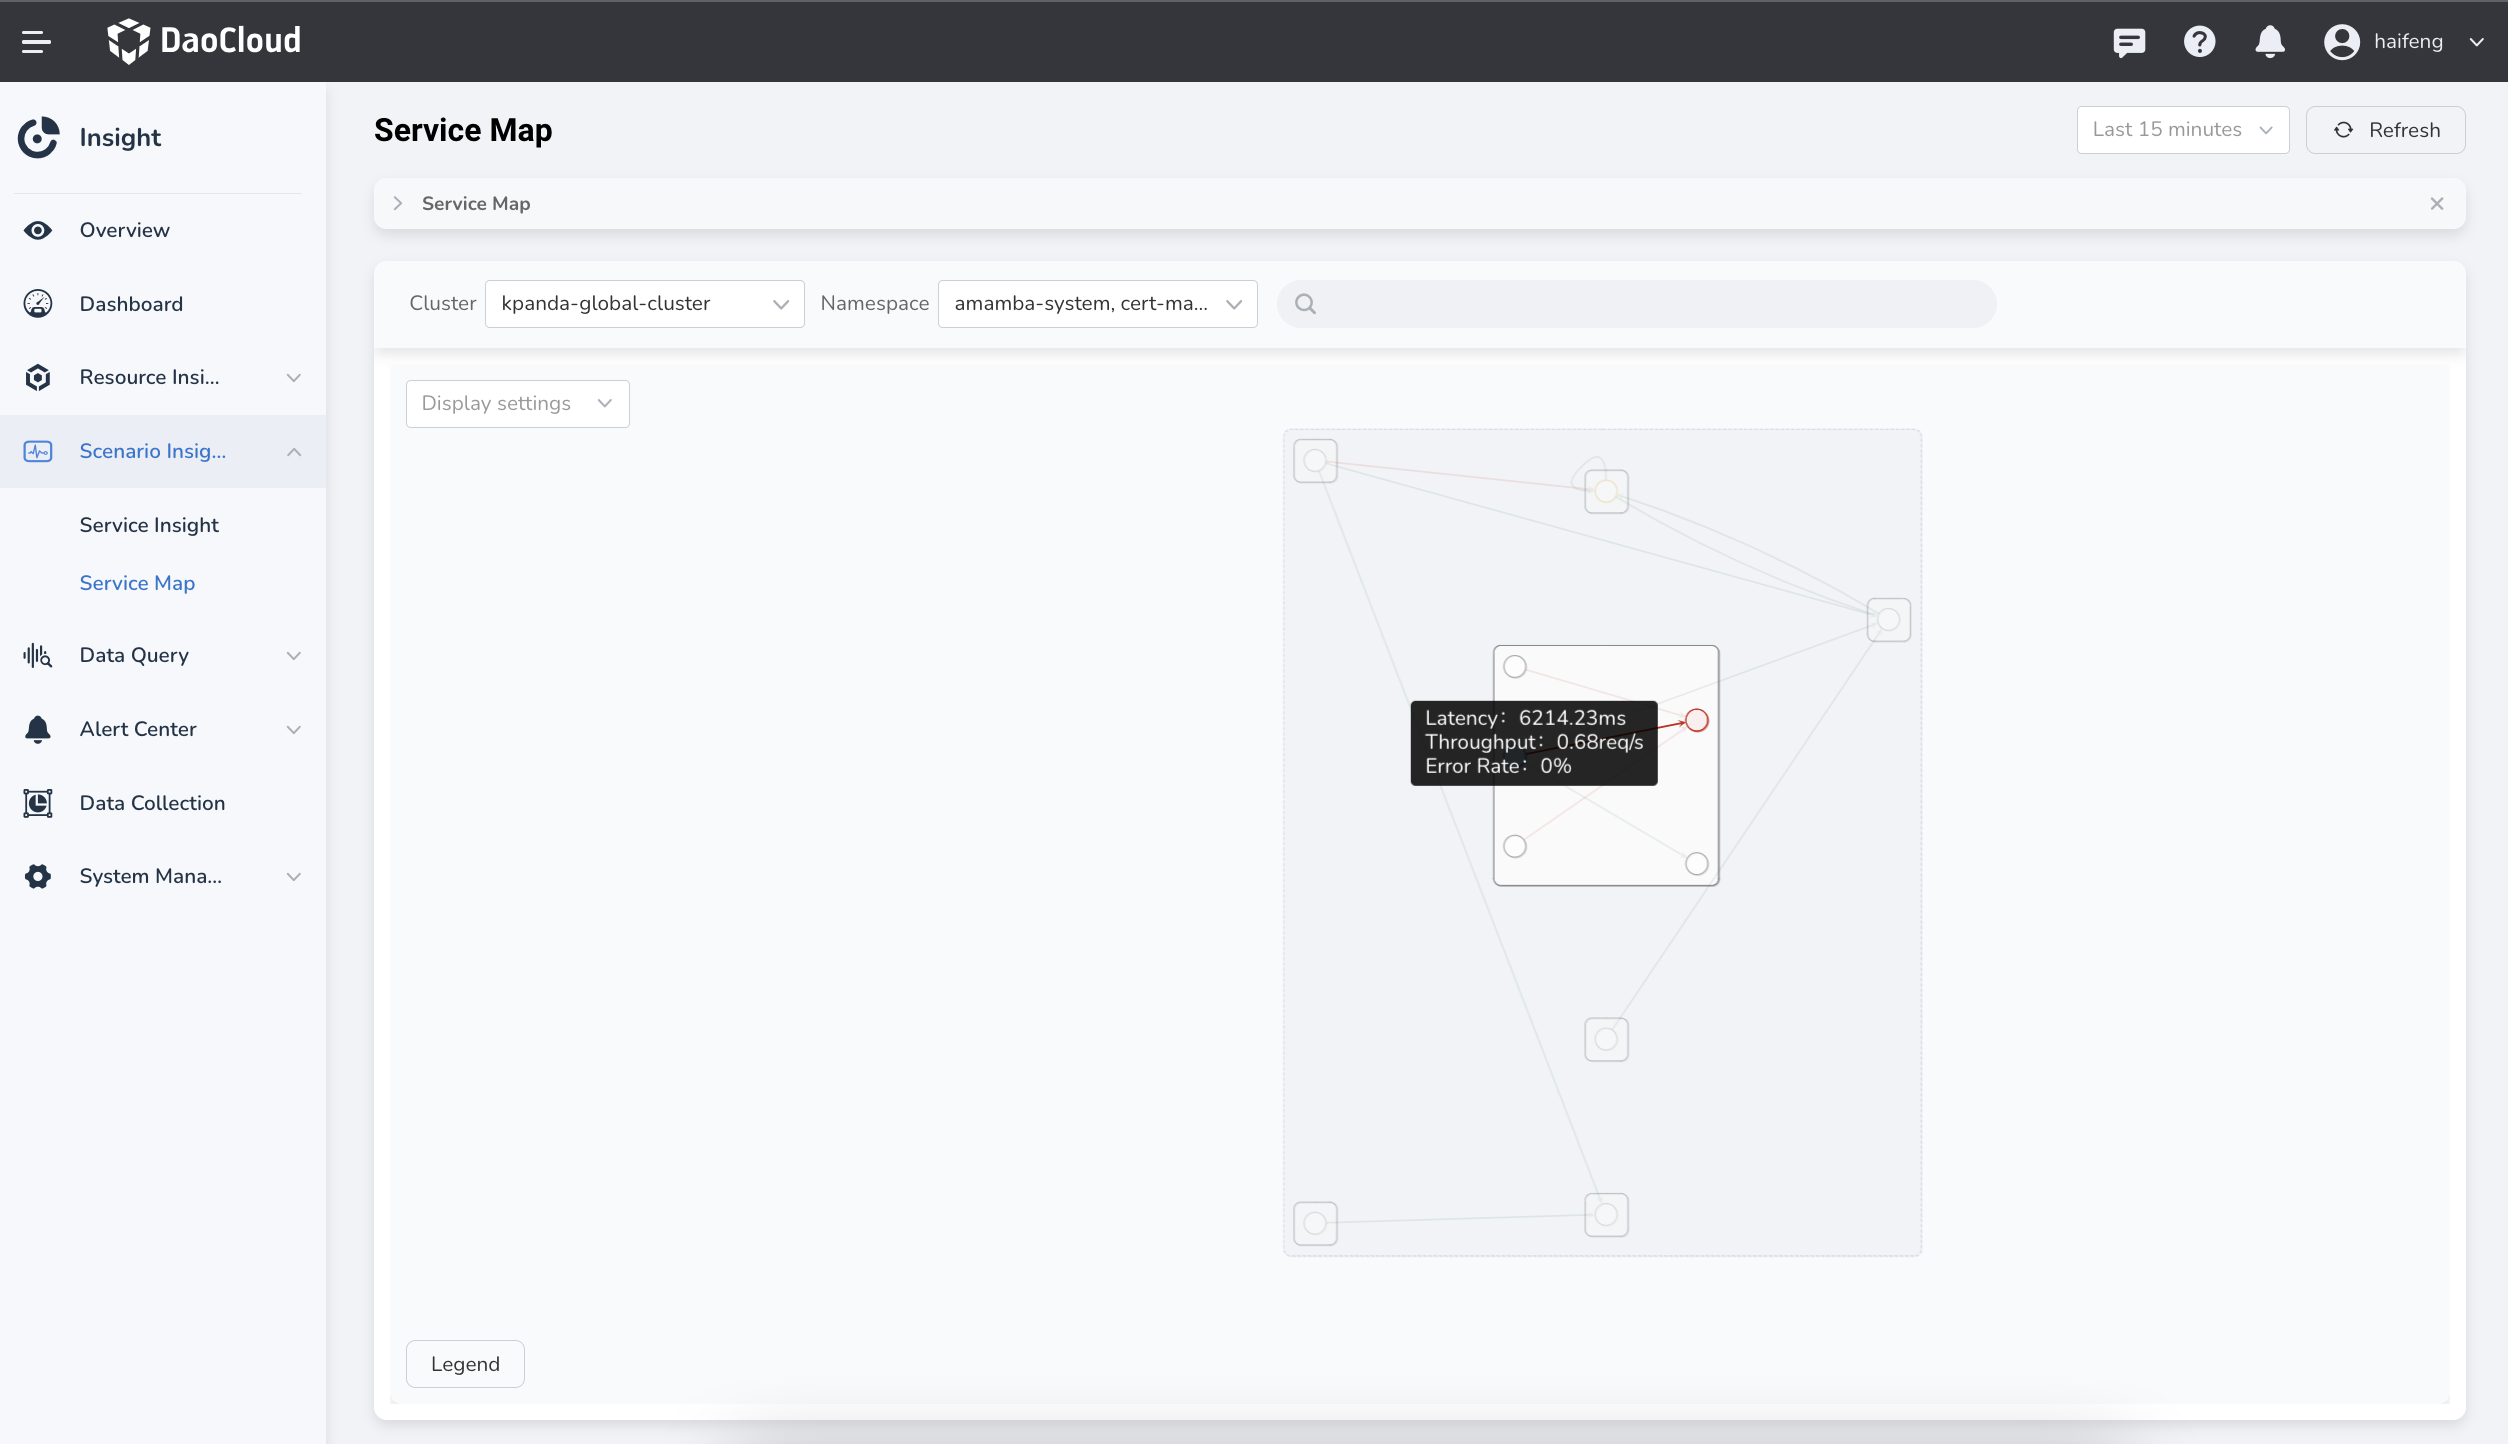 DaoCloud
haifeng
Insight
Overview
Dashboard
Resource Insi...
Scenario Insig...
Service Insight
Service Map
Data Query
Alert Center
Data Collection
System Mana...
Service Map
Last 15 minutes
Refresh
Service Map
Cluster
kpanda-global-cluster
Namespace
amamba-system, cert-ma...
Display settings
Latency：6214.23ms
Throughput：0.68req/s
Error Rate：0%
Legend